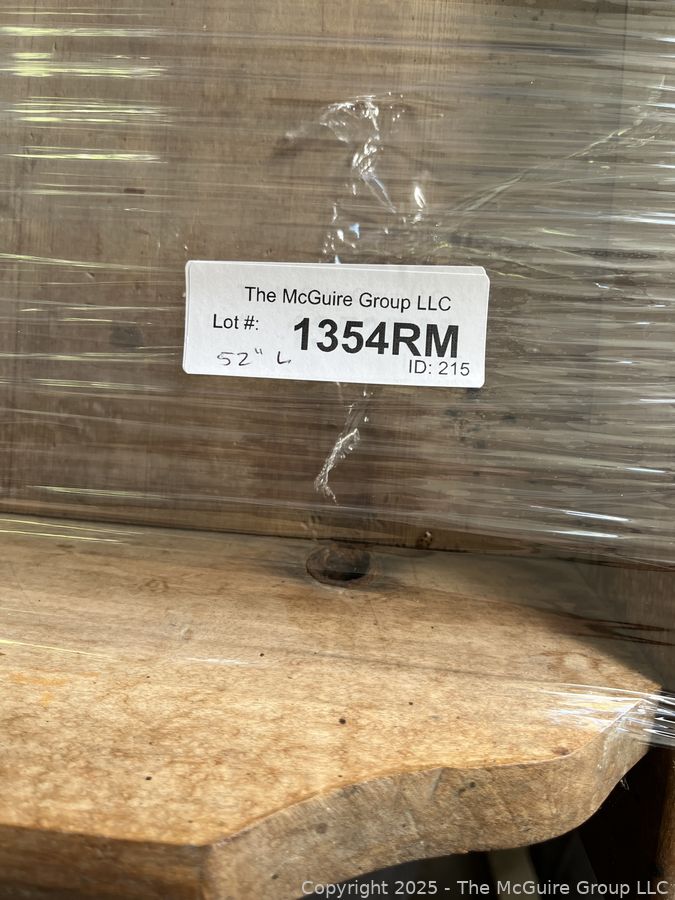 The McGuire Group LLC
Lot #: 1354RM
52" L
ID: 215
Copyright 2025 - The McGuire Group LLC